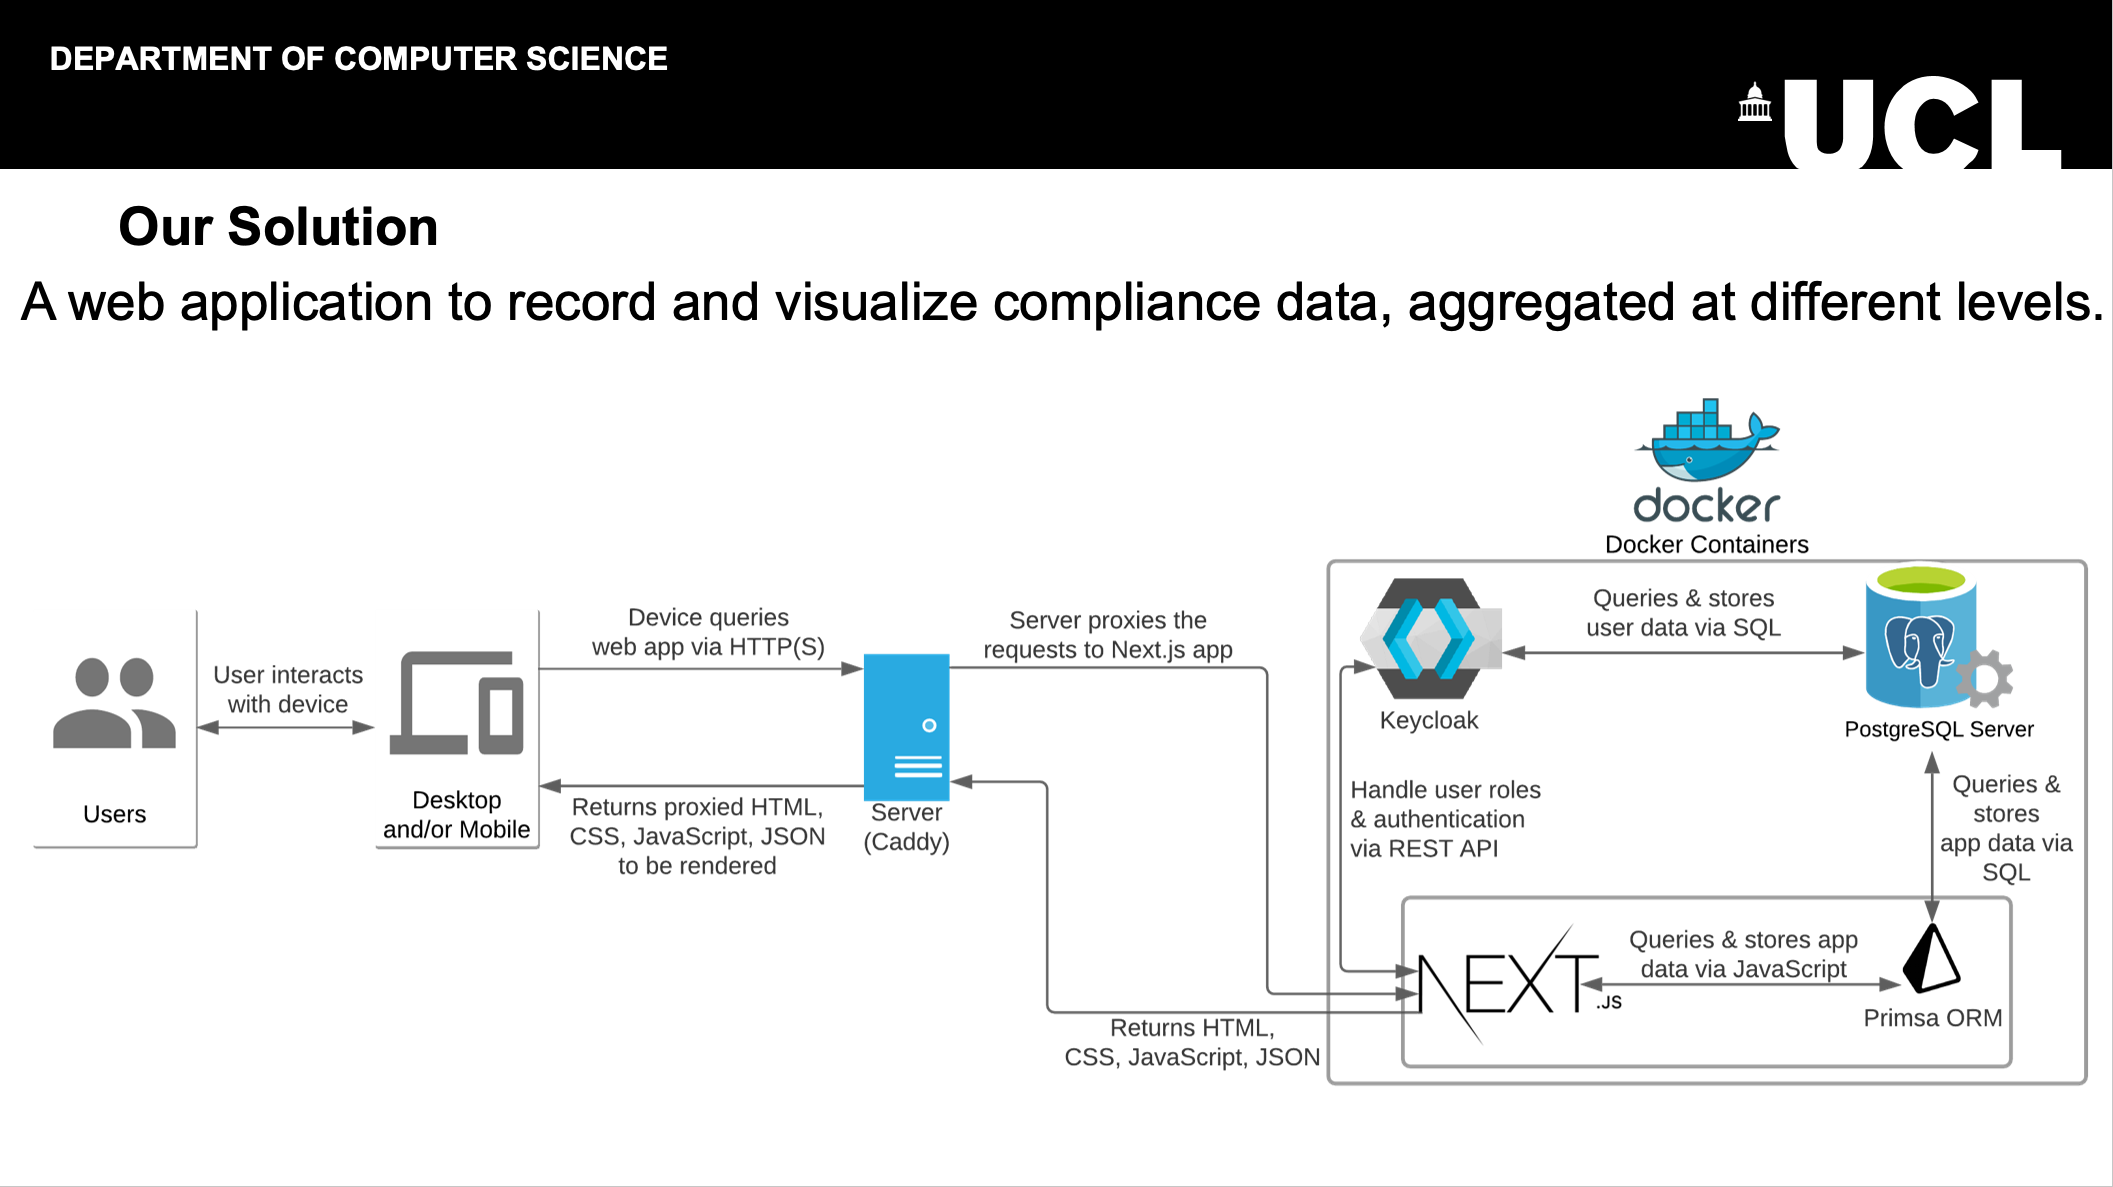 DEPARTMENT OF COMPUTER SCIENCE
UCL
Our Solution
A web application to record and visualize compliance data, aggregated at different levels.
docker
Docker Containers
Users
User interacts
with device
Desktop
and/or Mobile
Device queries
web app via HTTP(S)
Returns proxied HTML,
CSS, JavaScript, JSON
to be rendered
Server
(Caddy)
Server proxies the
requests to Next.js app
Returns HTML,
CSS, JavaScript, JSON
Keycloak
Queries & stores
user data via SQL
PostgreSQL Server
Handle user roles
& authentication
via REST API
Queries &
stores
app data via
SQL
NEXT.JS
Queries & stores app
data via JavaScript
Primsa ORM